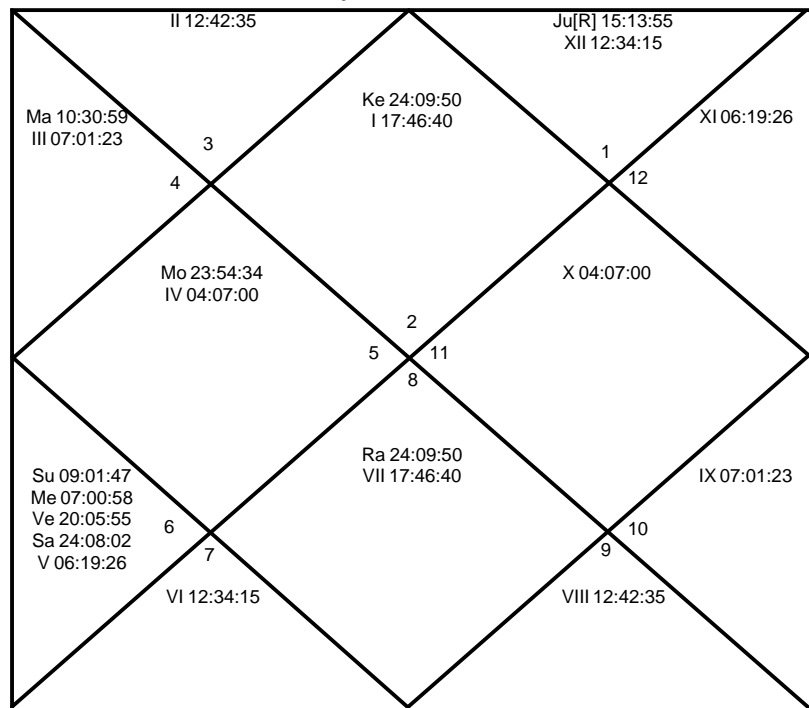 II 12:42:35
Ju[R] 15:13:55
XII 12:34:15
Ke 24:09:50
I 17:46:40
Ma 10:30:59
III 07:01:23
XI 06:19:26
3
1
4
12
Mo 23:54:34
IV 04:07:00
X 04:07:00
2
5
11
8
Su 09:01:47
Me 07:00:58
Ve 20:05:55
Sa 24:08:02
V 06:19:26
Ra 24:09:50
VII 17:46:40
IX 07:01:23
6
10
7
9
VI 12:34:15
VIII 12:42:35